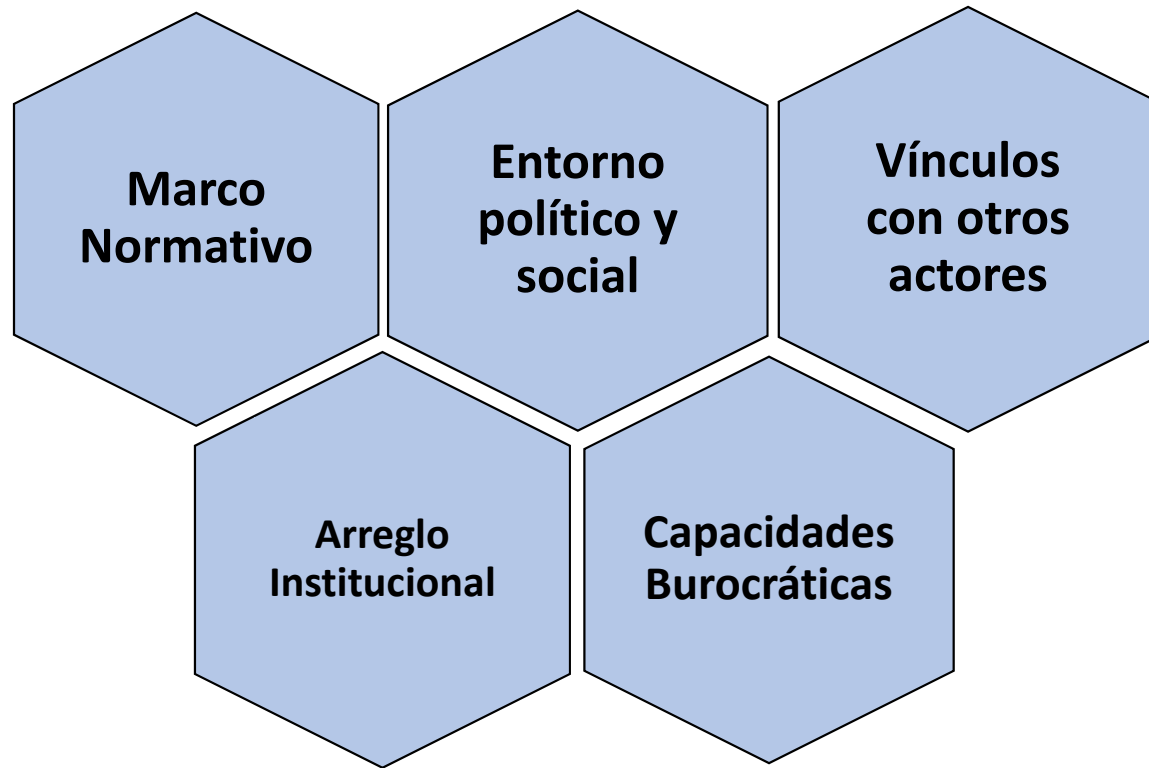 Marco
Normativo
Entorno
político y
social
Vínculos
con otros
actores
Arreglo
Institucional
Capacidades
Burocráticas